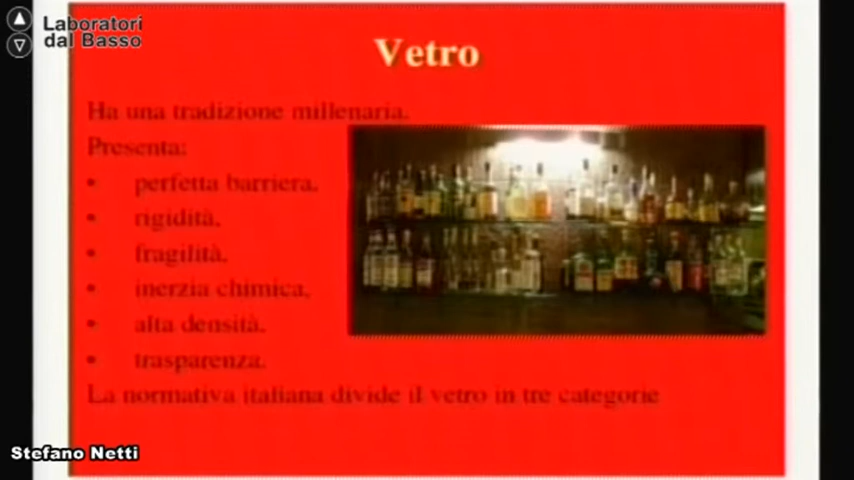 Laboratori
dal Basso
Vetro
Ha una tradizione millenaria.
Presenta:
• perfetta barriera,
• rigidità,
• fragilità,
• inerzia chimica,
• alta densità,
• trasparenza.
La normativa italiana divide il vetro in tre categorie
Stefano Netti